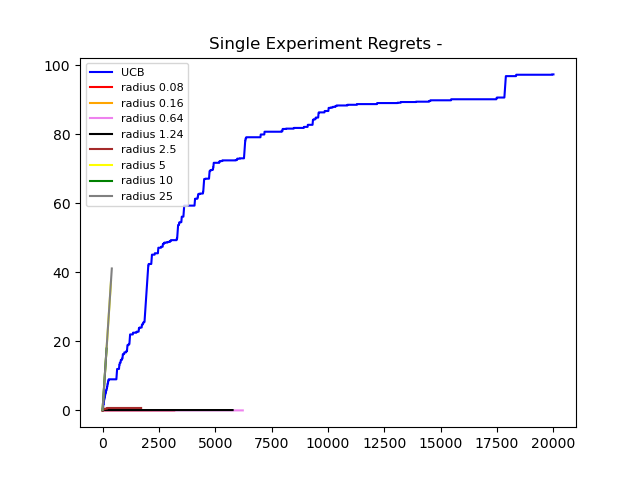 Single Experiment Regrets -
100
80
60
40
20
0
UCB
radius 0.08
radius 0.16
radius 0.64
radius 1.24
radius 2.5
radius 5
radius 10
radius 25
0 2500 5000 7500 10000 12500 15000 17500 20000